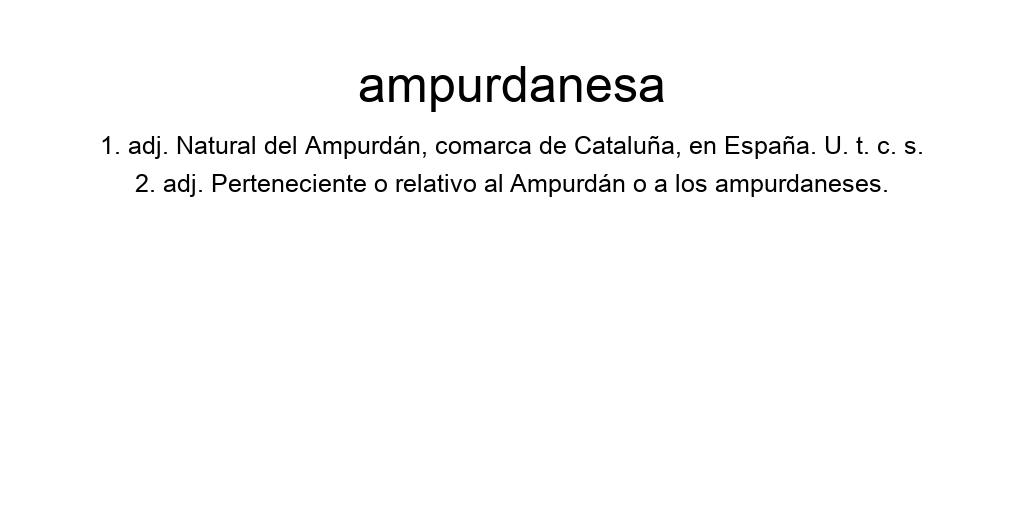 ampurdanesa
1. adj. Natural del Ampurdán, comarca de Cataluña, en España. U. t. c. s.
2. adj. Perteneciente o relativo al Ampurdán o a los ampurdaneses.